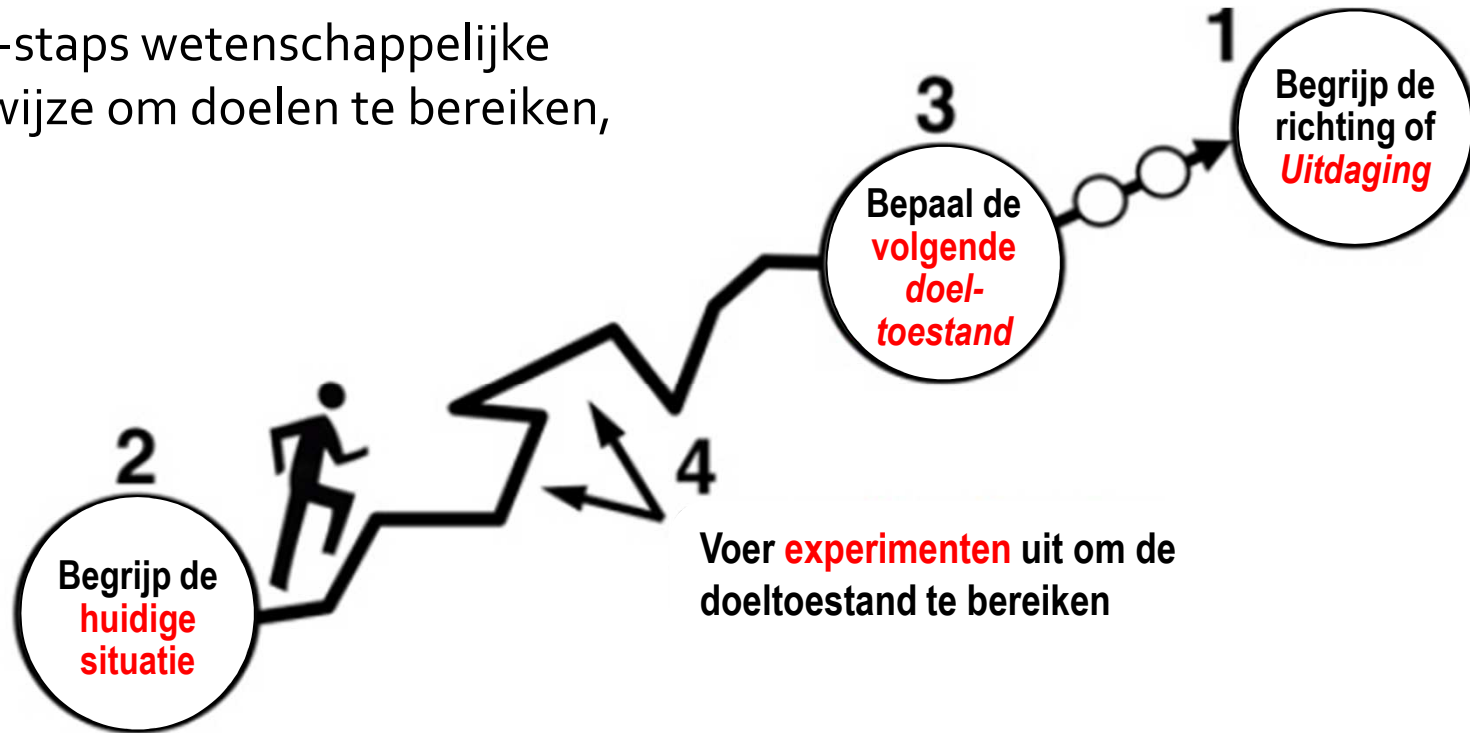 -staps wetenschappelijke
wijze om doelen te bereiken,
1
Begrijp de
richting of
Uitdaging
3
Bepaal de
volgende
doel-
toestand
2
Begrijp de
huidige
situatie
4
Voer experimenten uit om de
doeltoestand te bereiken